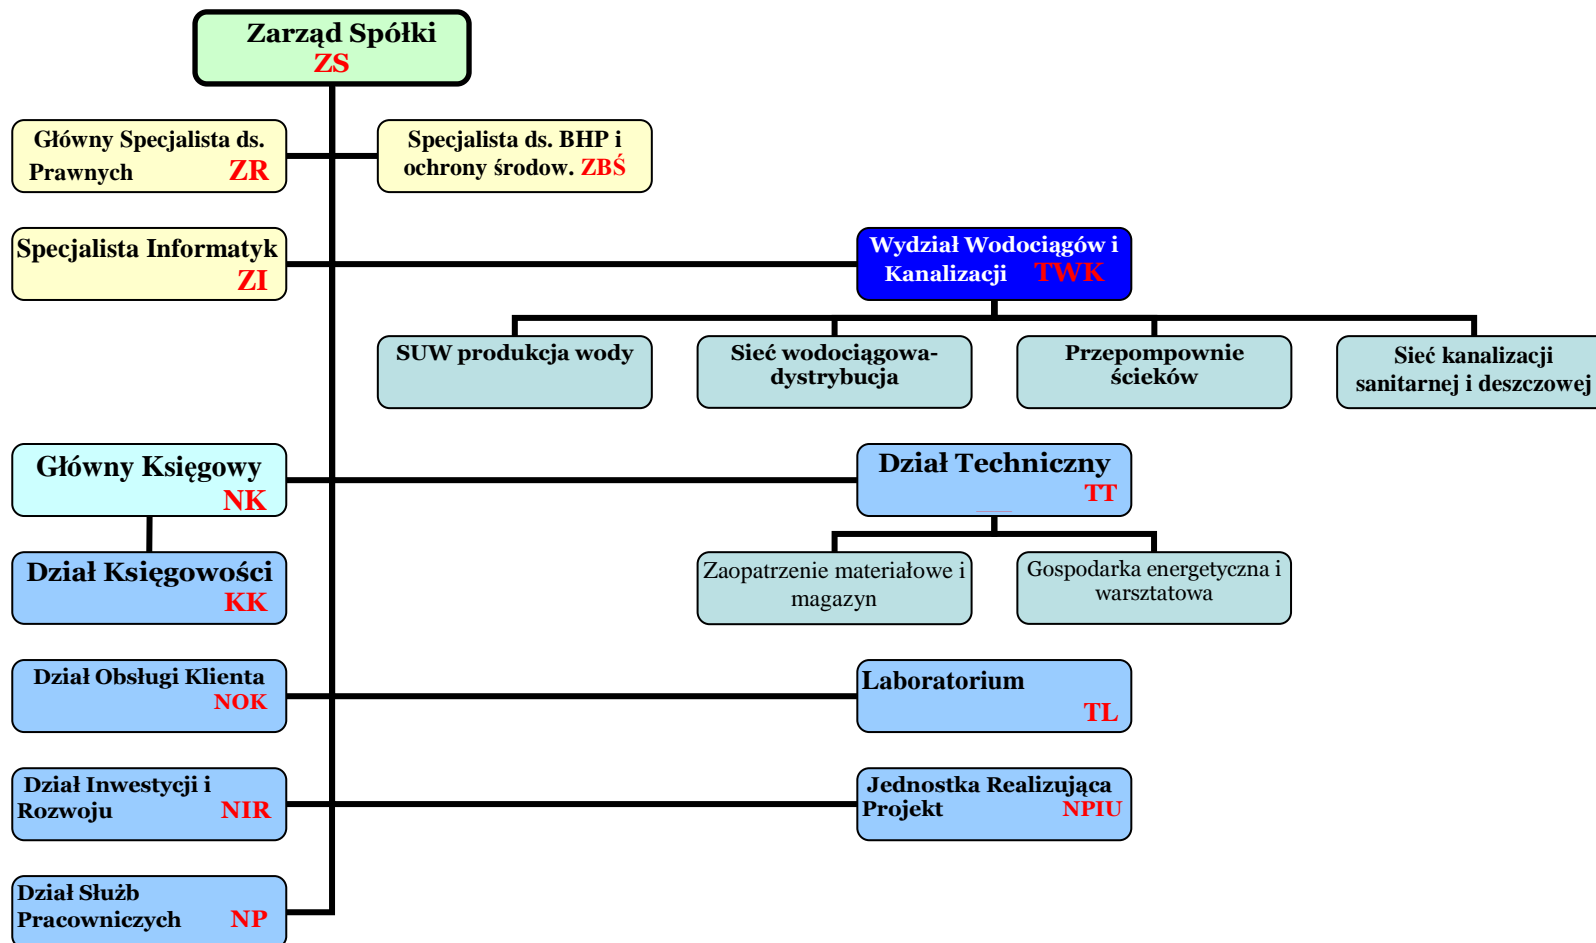 Zarząd Spółki
ZS
Główny Specjalista ds.
Prawnych ZR
Specjalista ds. BHP i
ochrony środow. ZBŚ
Specjalista Informatyk
ZI
Wydział Wodociągów i
Kanalizacji TWK
SUW produkcja wody
Sieć wodociągowa-
dystrybucja
Przepompownie
ścieków
Sieć kanalizacji
sanitarnej i deszczowej
Główny Księgowy
NK
Dział Techniczny
TT
Dział Księgowości
KK
Zaopatrzenie materiałowe i
magazyn
Gospodarka energetyczna i
warsztatowa
Dział Obsługi Klienta
NOK
Laboratorium
TL
Dział Inwestycji i
Rozwoju NIR
Jednostka Realizująca
Projekt NPIU
Dział Służb
Pracowniczych NP